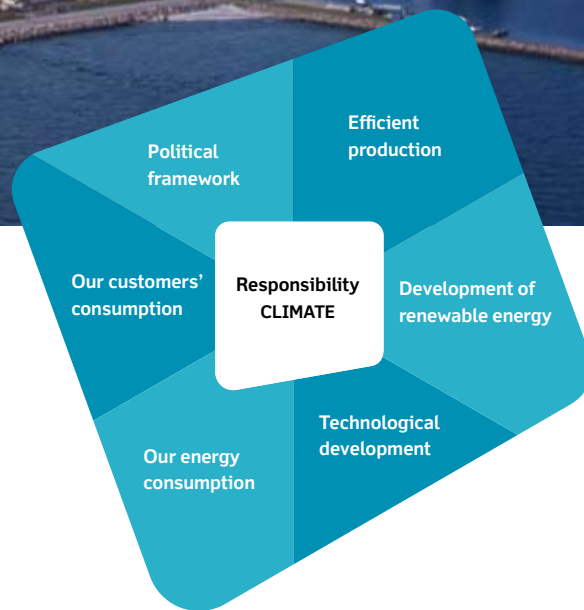 Efficient
production
Political
framework
Responsibility
CLIMATE
Our customers’
consumption
Development of
renewable energy
Technological
development
Our energy
consumption